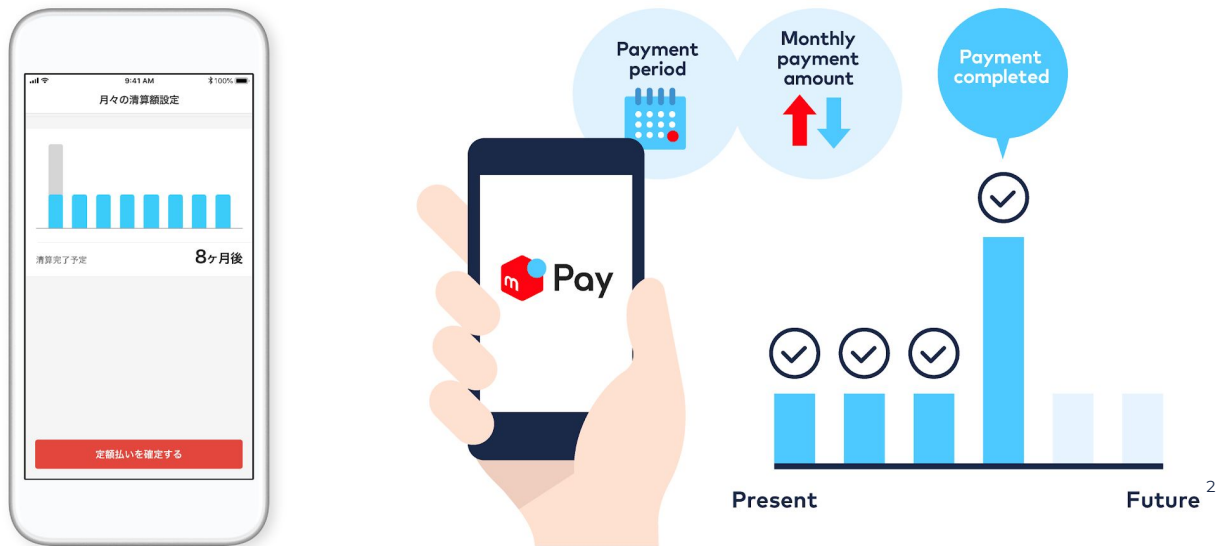 9:41 AM
100%
月々の清算額設定
清算完了予定
8ヶ月後
定額払いを確定する
Payment
period
Monthly
payment
amount
Payment
completed
m Pay
Present
Future
2